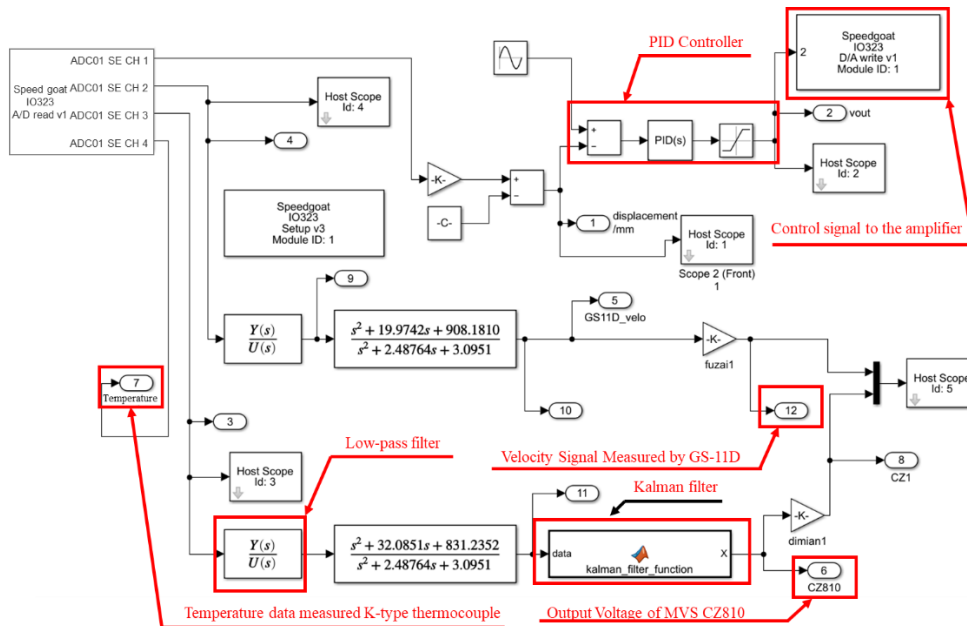 ADC01 SE CH 1
Speed goat
IO323
A/D read v1
ADC01 SE CH 2
ADC01 SE CH 3
ADC01 SE CH 4
Host Scope
Id: 4
4
PID Controller
+
−
PID(s)
2
Speedgoat
IO323
D/A write v1
Module ID: 1
2
vout
Host Scope
Id: 2
Control signal to the amplifier
-K-
+
−
-C-
Speedgoat
IO323
Setup v3
Module ID: 1
1
displacement
/mm
Host Scope
Id: 1
Scope 2 (Front)
1
9
Y(s)
U(s)
s² + 19.9742s + 908.1810
s² + 2.48764s + 3.0951
5
GS11D_velo
-K-
fuzai1
10
12
Host Scope
Id: 5
7
Temperature
3
Low-pass filter
Velocity Signal Measured by GS-11D
8
CZ1
Host Scope
Id: 3
11
Kalman filter
Y(s)
U(s)
s² + 32.0851s + 831.2352
s² + 2.48764s + 3.0951
data
X
kalman_filter_function
-K-
dimian1
6
CZ810
Temperature data measured K-type thermocouple
Output Voltage of MVS CZ810